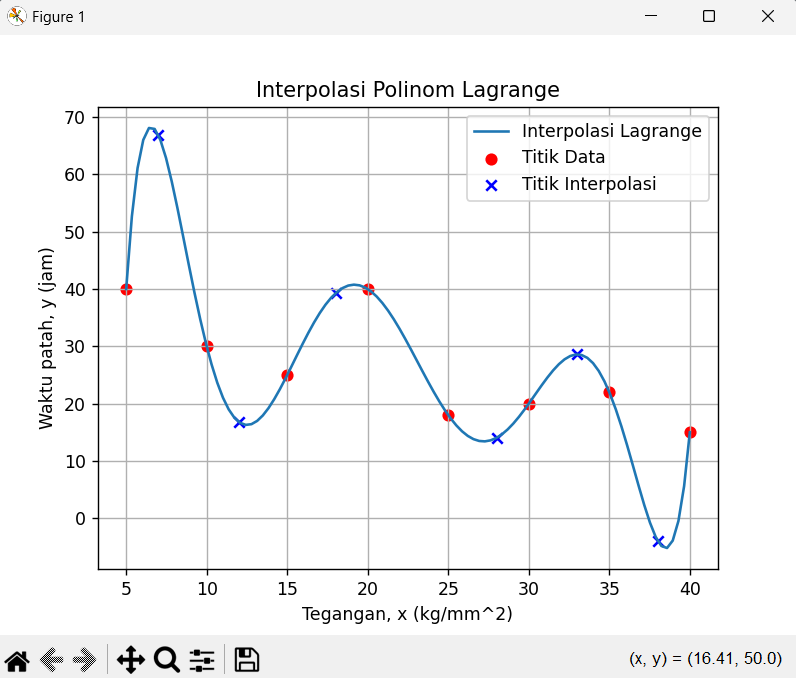 Figure 1
Interpolasi Polinom Lagrange
Interpolasi Lagrange
Titik Data
Titik Interpolasi
70
60
50
40
30
20
10
0
Waktu patah, y (jam)
5 10 15 20 25 30 35 40
Tegangan, x (kg/mm^2)
(x, y) = (16.41, 50.0)